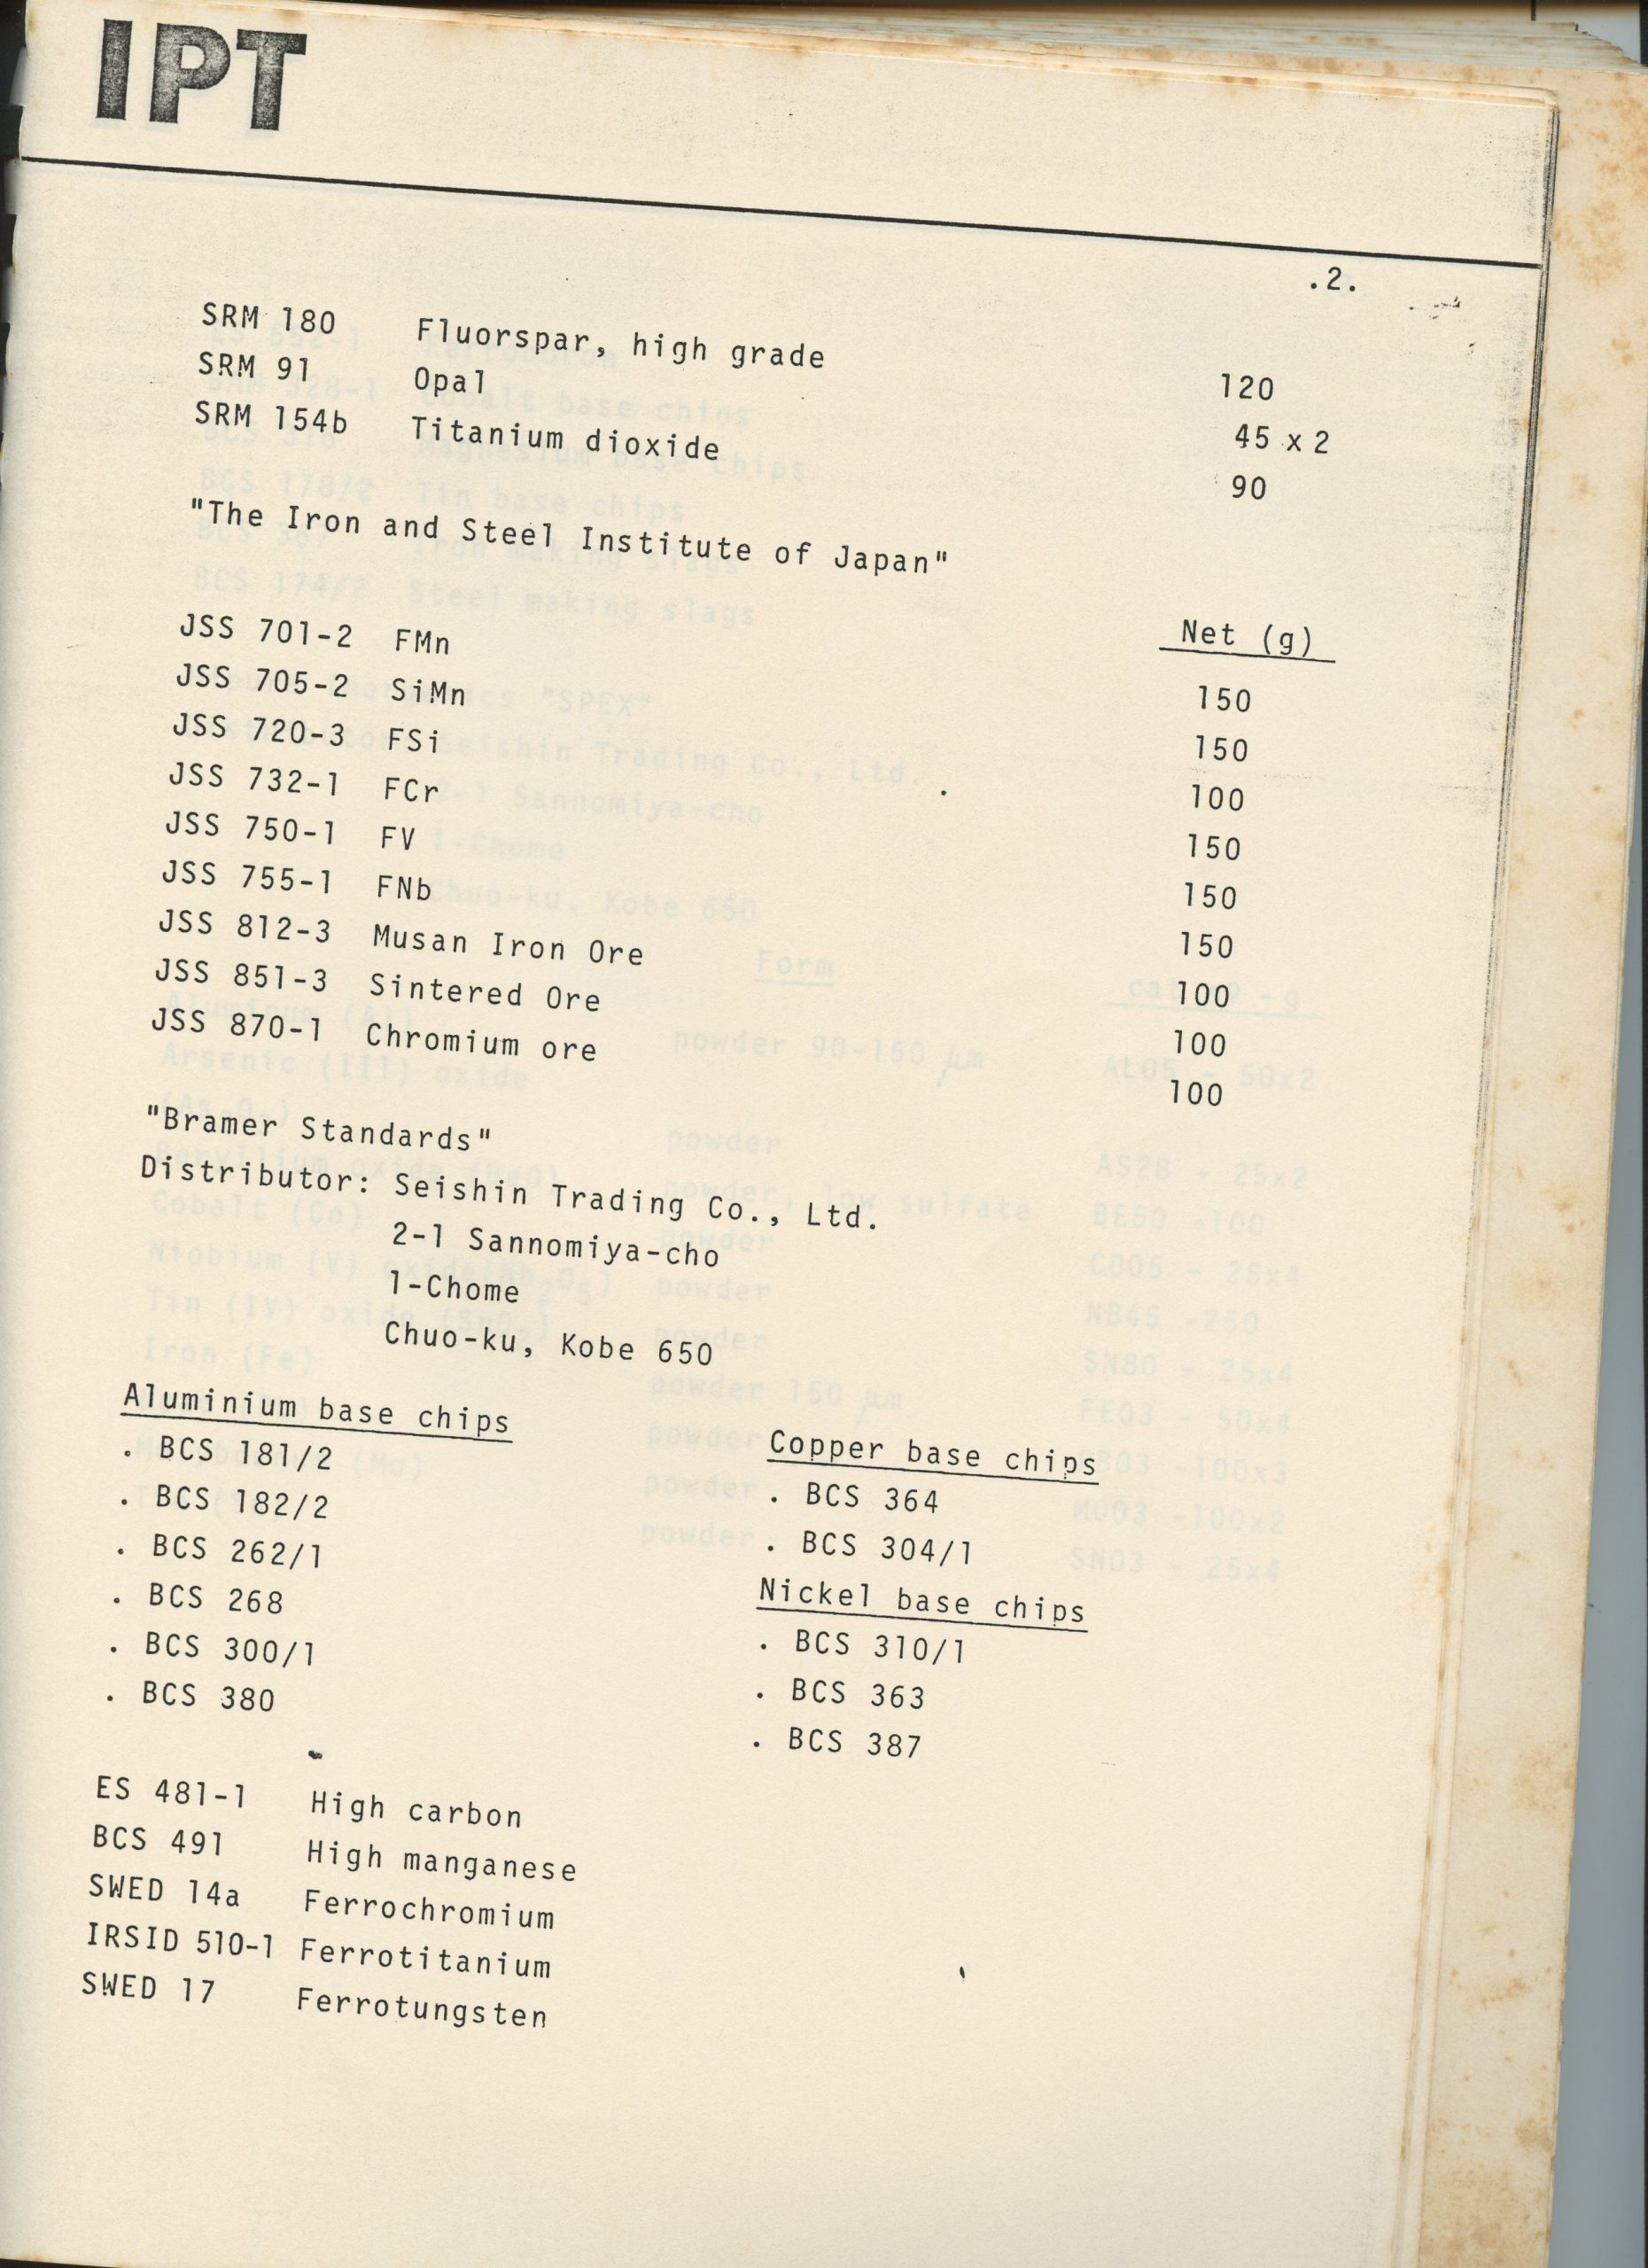 IPT
.2.
SRM 180 Fluorspar, high grade 120
SRM 91 Opal 45 x 2
SRM 154b Titanium dioxide 90
"The Iron and Steel Institute of Japan"
Net (g)
JSS 701-2 FMn 150
JSS 705-2 SiMn 150
JSS 720-3 FSi 100
JSS 732-1 FCr 150
JSS 750-1 FV 150
JSS 755-1 FNb 150
JSS 812-3 Musan Iron Ore 100
JSS 851-3 Sintered Ore 100
JSS 870-1 Chromium ore 100
"Bramer Standards"
Distributor: Seishin Trading Co., Ltd.
2-1 Sannomiya-cho
1-Chome
Chuo-ku, Kobe 650
Aluminium base chips
. BCS 181/2
. BCS 182/2
. BCS 262/1
. BCS 268
. BCS 300/1
. BCS 380
Copper base chips
. BCS 364
. BCS 304/1
Nickel base chips
. BCS 310/1
. BCS 363
. BCS 387
ES 481-1 High carbon
BCS 491 High manganese
SWED 14a Ferrochromium
IRSID 510-1 Ferrotitanium
SWED 17 Ferrotungsten